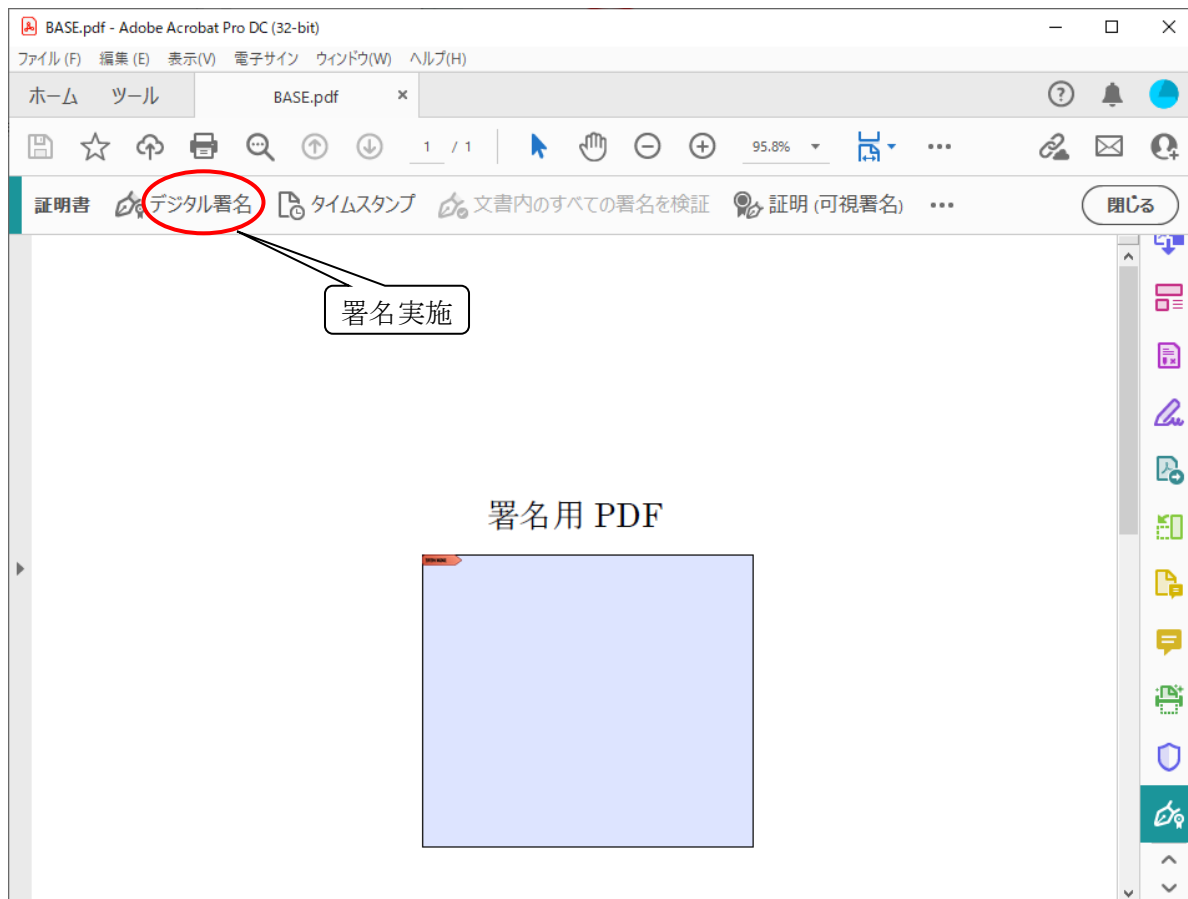 BASE.pdf - Adobe Acrobat Pro DC (32-bit)
ファイル(F) 編集(E) 表示(V) 電子サイン ウィンドウ(W) ヘルプ(H)
ホーム ツール BASE.pdf ×
1 / 1 95.8%
証明書 デジタル署名 タイムスタンプ 文書内のすべての署名を検証 証明 (可視署名) 閉じる
署名実施
署名用 PDF